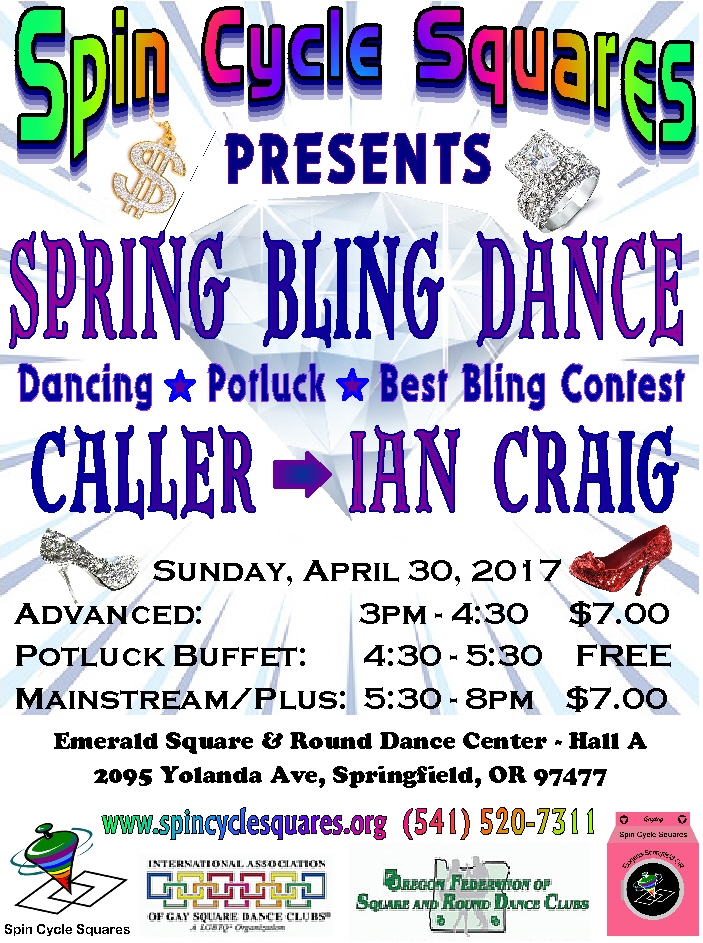 Spin Cycle Squares
PRESENTS
SPRING BLING DANCE
Dancing ★ Potluck ★ Best Bling Contest
CALLER ➡ IAN CRAIG
Sunday, April 30, 2017
Advanced: 3pm - 4:30 $7.00
Potluck Buffet: 4:30 - 5:30 FREE
Mainstream/Plus: 5:30 - 8pm $7.00
Emerald Square & Round Dance Center - Hall A
2095 Yolanda Ave, Springfield, OR 97477
www.spincyclesquares.org (541) 520-7311
Spin Cycle Squares
INTERNATIONAL ASSOCIATION
OF GAY SQUARE DANCE CLUBS®
A LGBTQ+ Organization
Oregon Federation of
Square and Round Dance Clubs
Spin Cycle Squares